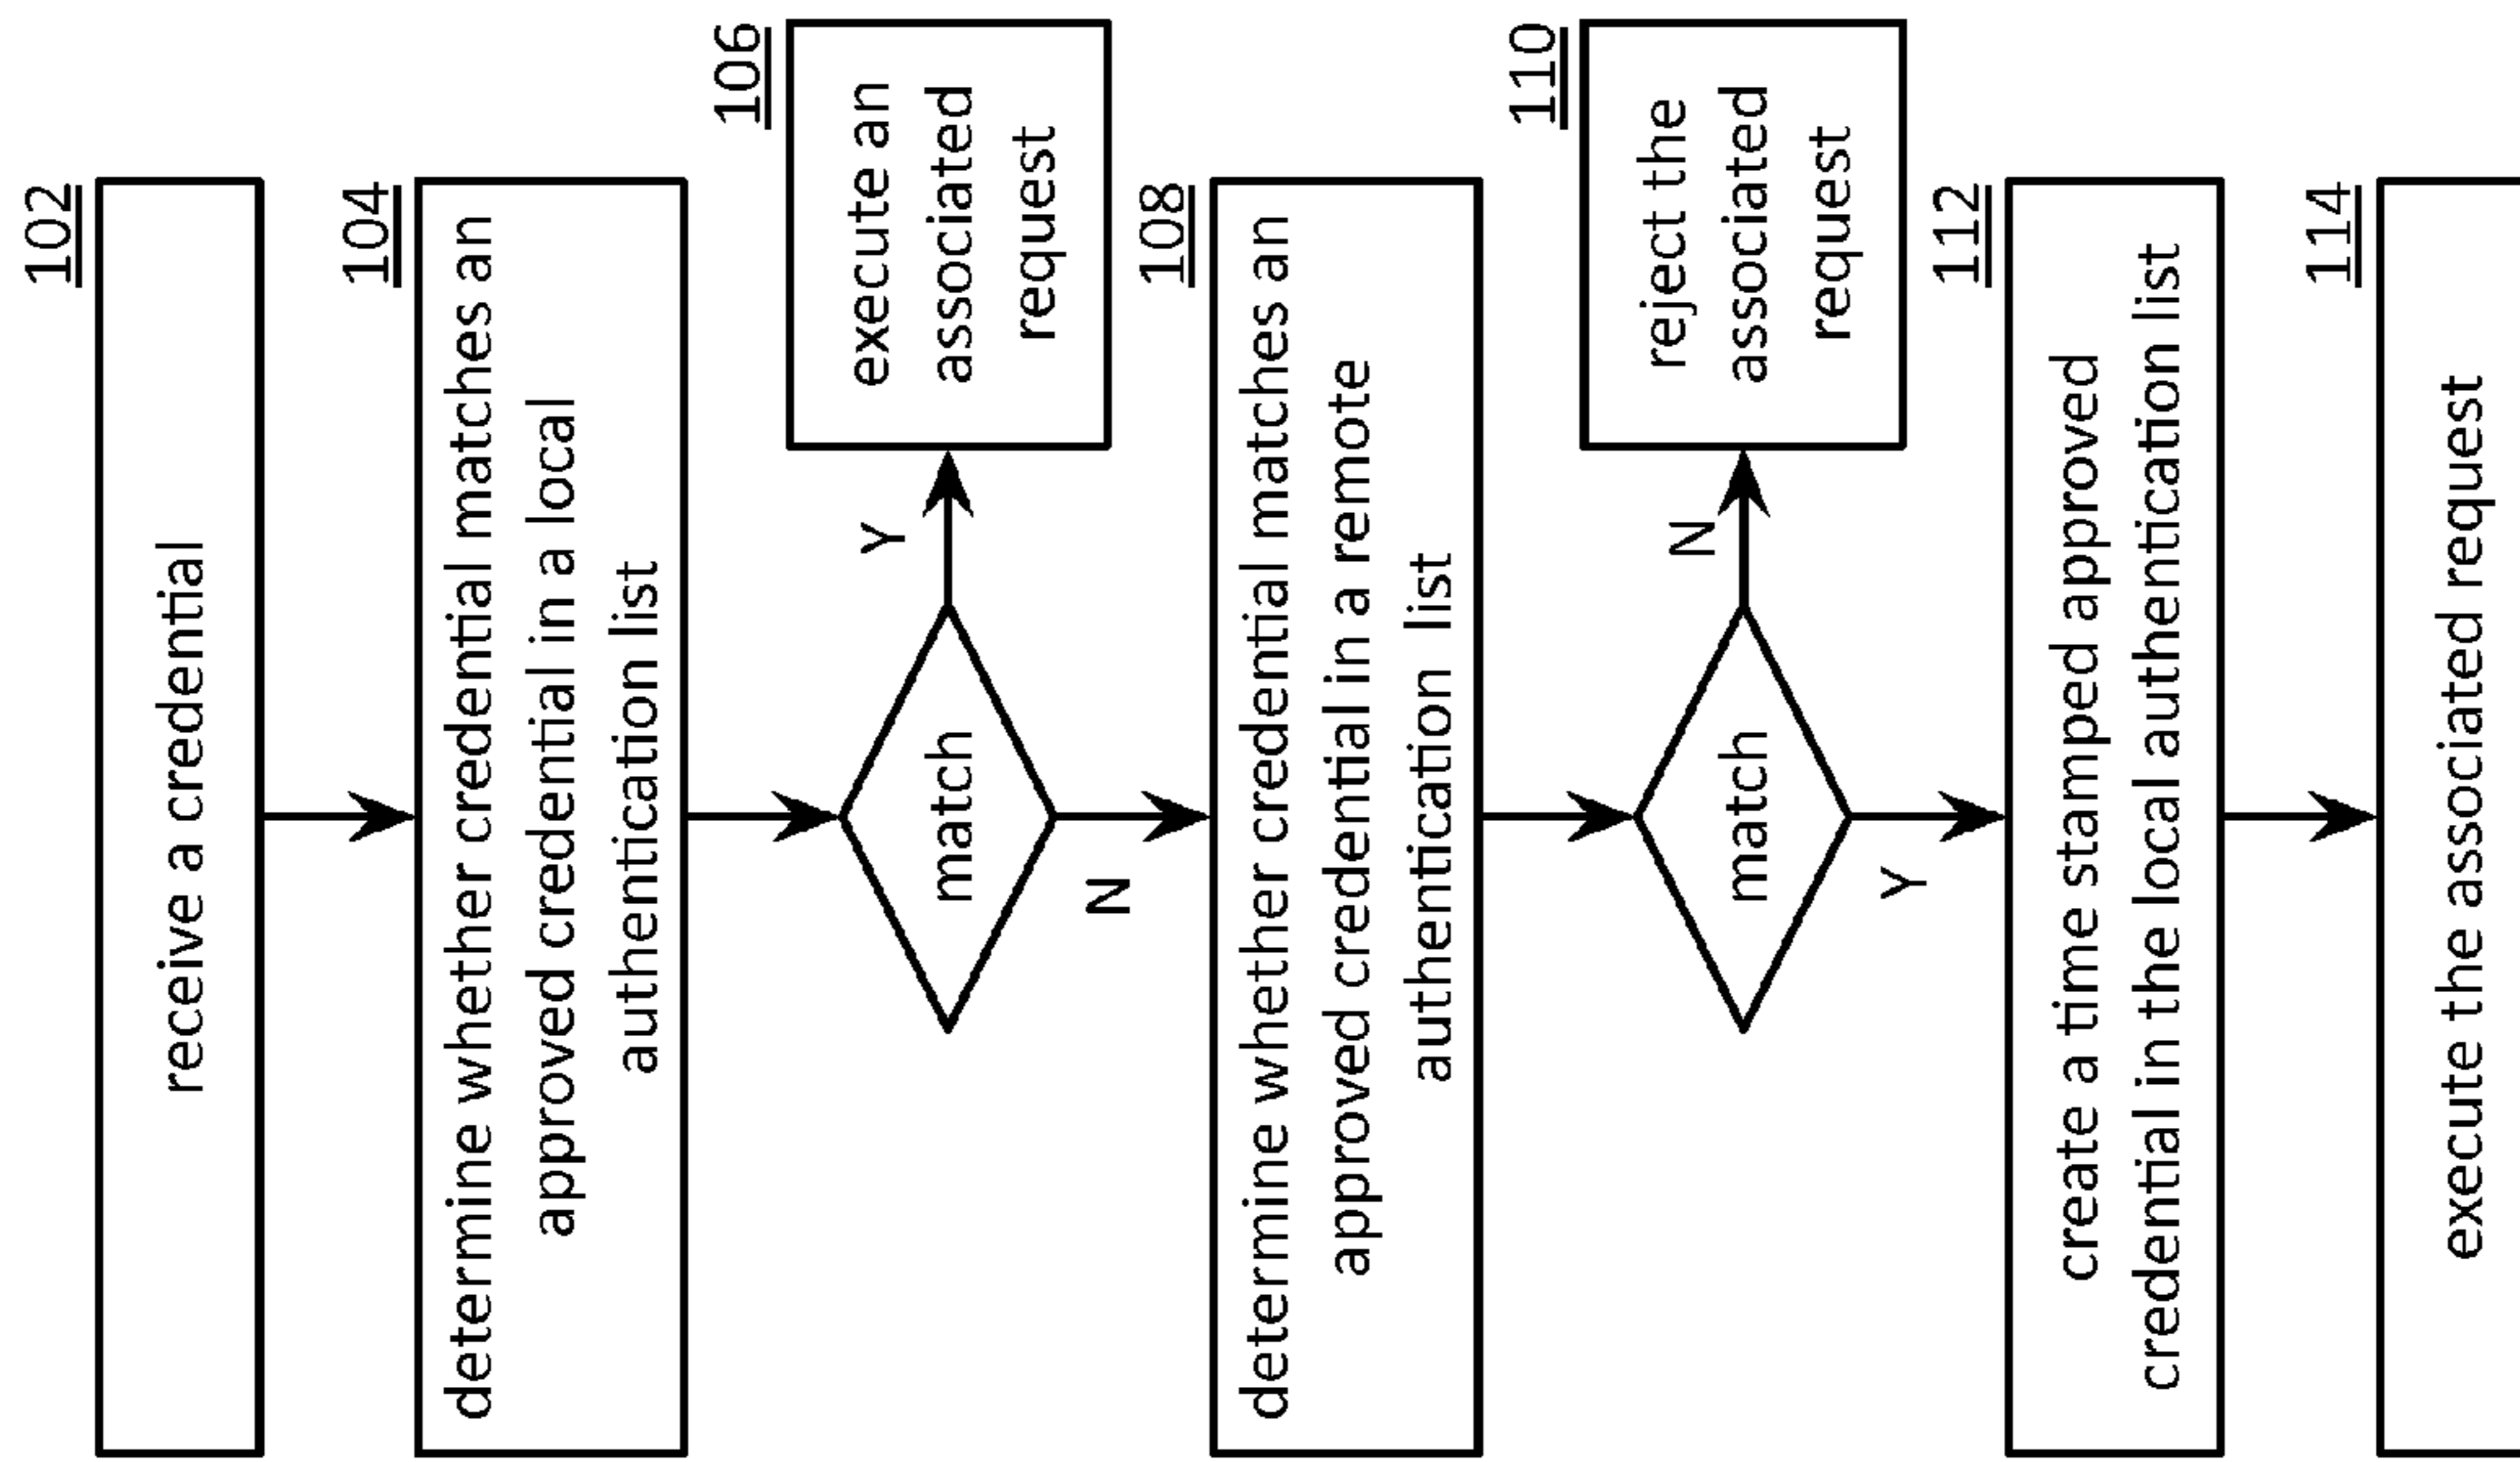 102
receive a credential
104
determine whether credential matches an
approved credential in a local
authentication list
match
Y
106
execute an
associated
request
N
108
determine whether credential matches an
approved credential in a remote
authentication list
match
N
110
reject the
associated
request
Y
112
create a time stamped approved
credential in the local authentication list
114
execute the associated request